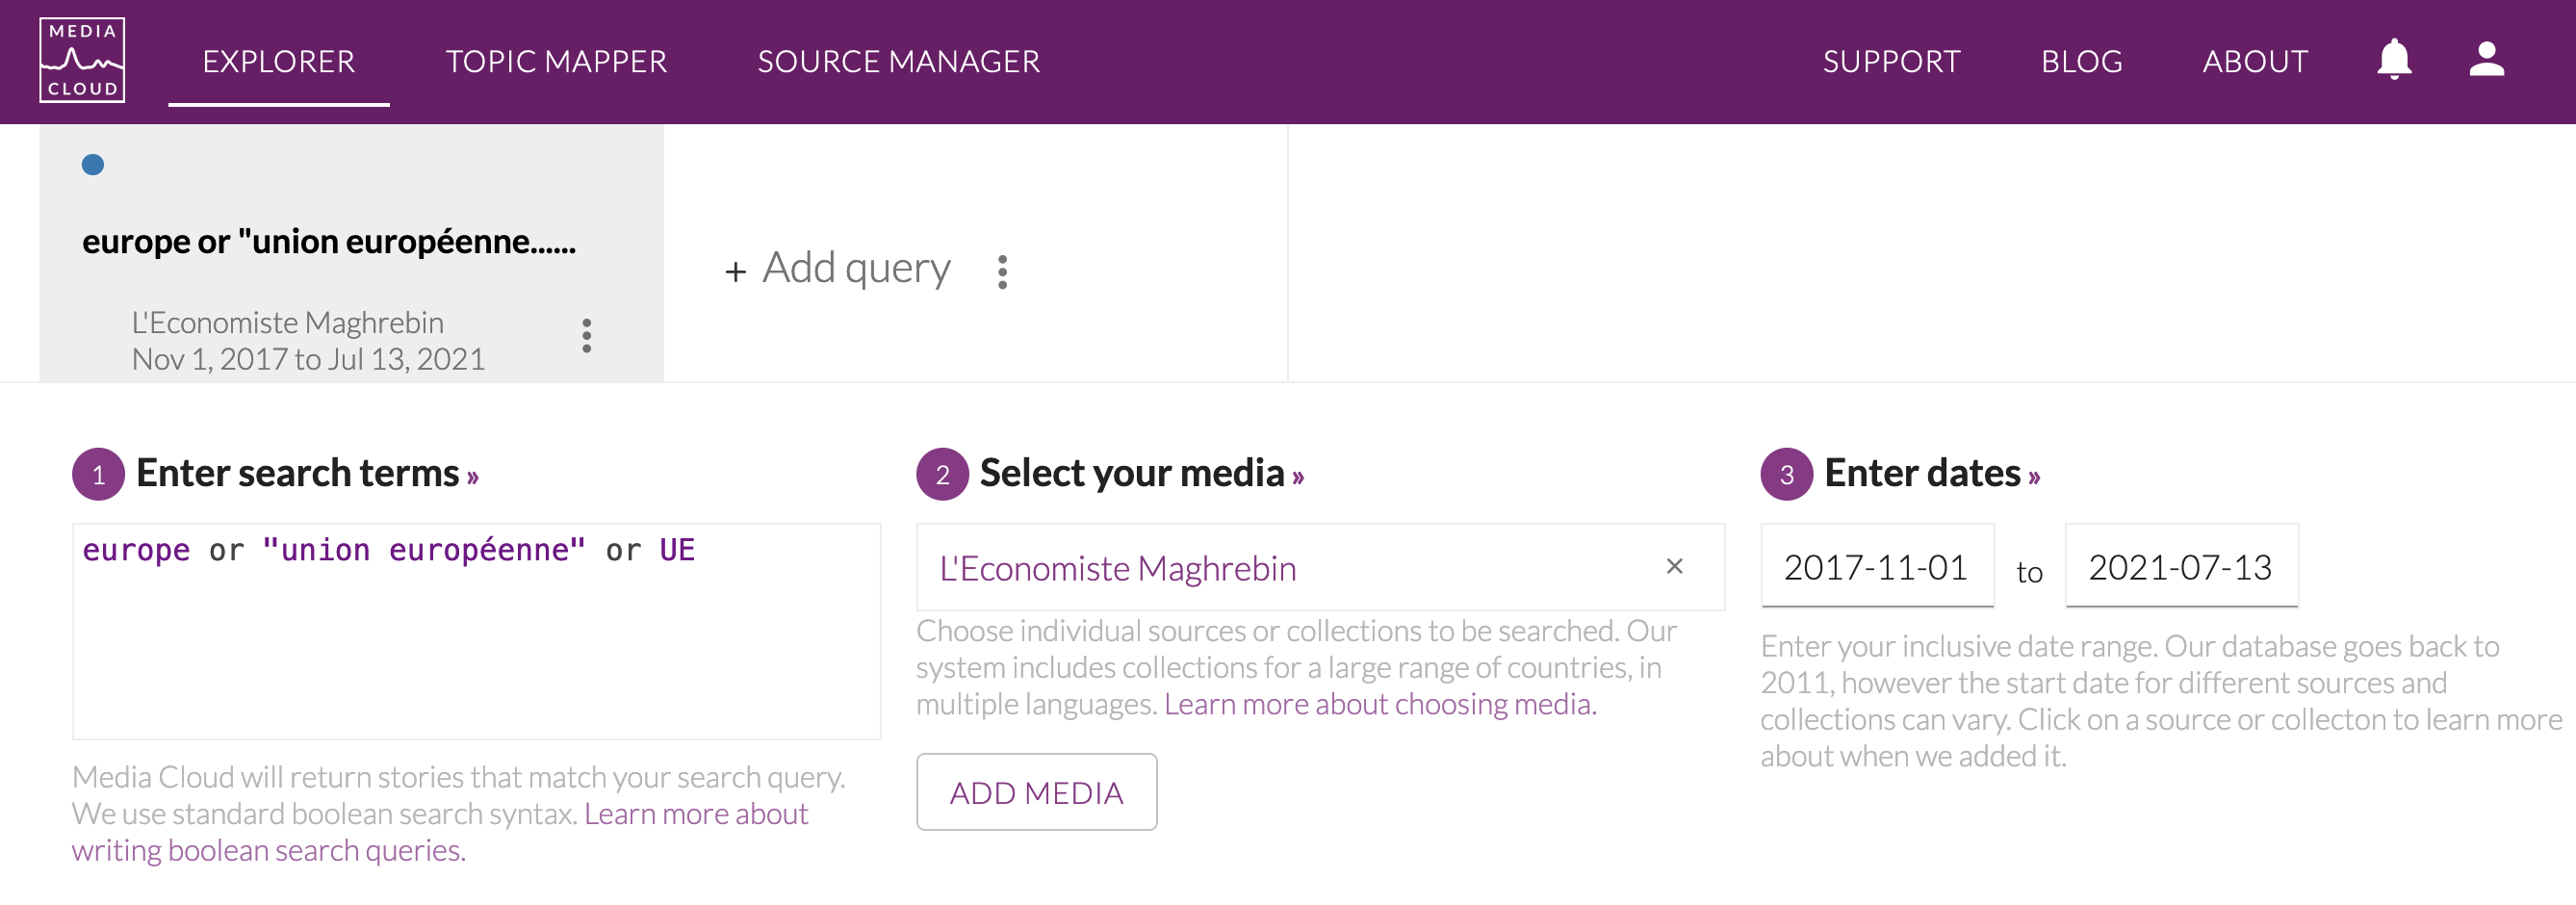 MEDIA
CLOUD
EXPLORER
TOPIC MAPPER
SOURCE MANAGER
SUPPORT
BLOG
ABOUT
europe or "union européenne......
L'Economiste Maghrebin
Nov 1, 2017 to Jul 13, 2021
+ Add query
1 Enter search terms »
europe or "union européenne" or UE
Media Cloud will return stories that match your search query.
We use standard boolean search syntax. Learn more about
writing boolean search queries.
2 Select your media »
L'Economiste Maghrebin ×
Choose individual sources or collections to be searched. Our
system includes collections for a large range of countries, in
multiple languages. Learn more about choosing media.
ADD MEDIA
3 Enter dates »
2017-11-01 to 2021-07-13
Enter your inclusive date range. Our database goes back to
2011, however the start date for different sources and
collections can vary. Click on a source or collecton to learn more
about when we added it.